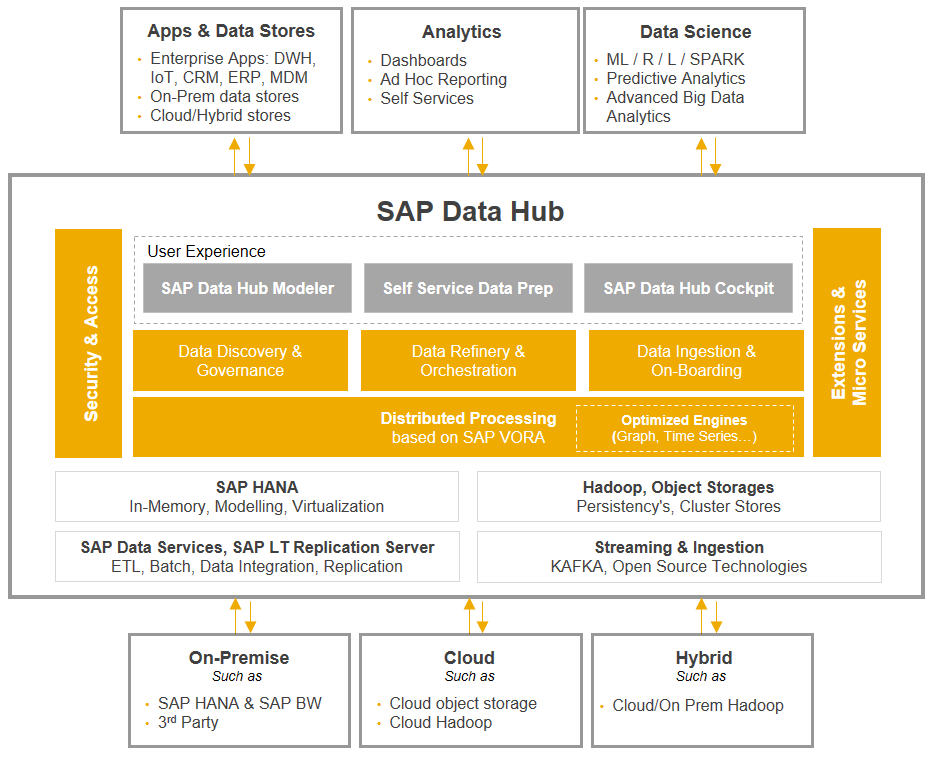 Apps & Data Stores
• Enterprise Apps: DWH,
IoT, CRM, ERP, MDM
• On-Prem data stores
• Cloud/Hybrid stores
Analytics
• Dashboards
• Ad Hoc Reporting
• Self Services
Data Science
• ML / R / L / SPARK
• Predictive Analytics
• Advanced Big Data
Analytics
SAP Data Hub
Security & Access
User Experience
SAP Data Hub Modeler
Self Service Data Prep
SAP Data Hub Cockpit
Data Discovery &
Governance
Data Refinery &
Orchestration
Data Ingestion &
On-Boarding
Distributed Processing
based on SAP VORA
Optimized Engines
(Graph, Time Series…)
Extensions &
Micro Services
SAP HANA
In-Memory, Modelling, Virtualization
Hadoop, Object Storages
Persistency's, Cluster Stores
SAP Data Services, SAP LT Replication Server
ETL, Batch, Data Integration, Replication
Streaming & Ingestion
KAFKA, Open Source Technologies
On-Premise
Such as
• SAP HANA & SAP BW
• 3rd Party
Cloud
Such as
• Cloud object storage
• Cloud Hadoop
Hybrid
Such as
• Cloud/On Prem Hadoop